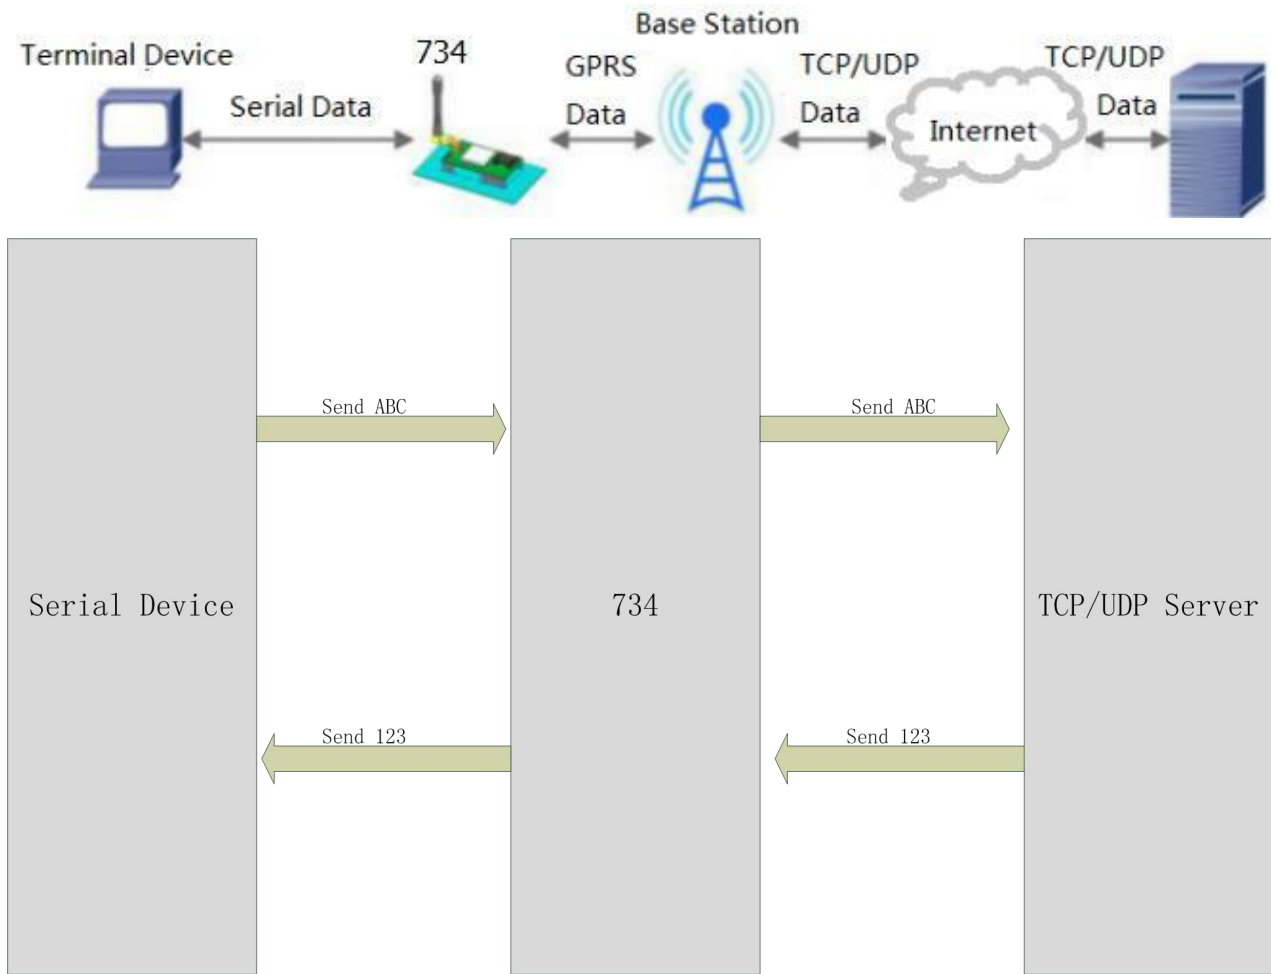 Base Station
Terminal Device
734
GPRS
TCP/UDP
TCP/UDP
Serial Data
Data
Data
Internet
Data
Send ABC
Send ABC
Serial Device
734
TCP/UDP Server
Send 123
Send 123